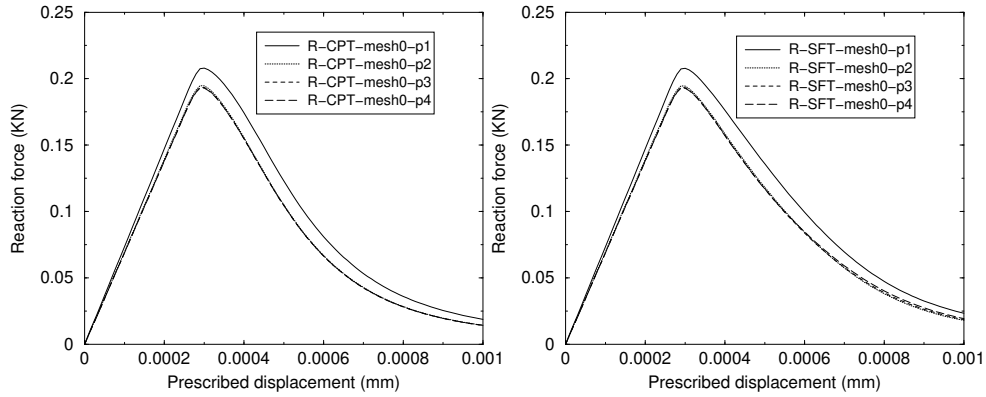 0.25
0.2
0.15
0.1
0.05
0
Reaction force (KN)
R−CPT−mesh0−p1
R−CPT−mesh0−p2
R−CPT−mesh0−p3
R−CPT−mesh0−p4
0 0.0002 0.0004 0.0006 0.0008 0.001
Prescribed displacement (mm)
0.25
0.2
0.15
0.1
0.05
0
Reaction force (KN)
R−SFT−mesh0−p1
R−SFT−mesh0−p2
R−SFT−mesh0−p3
R−SFT−mesh0−p4
0 0.0002 0.0004 0.0006 0.0008 0.001
Prescribed displacement (mm)